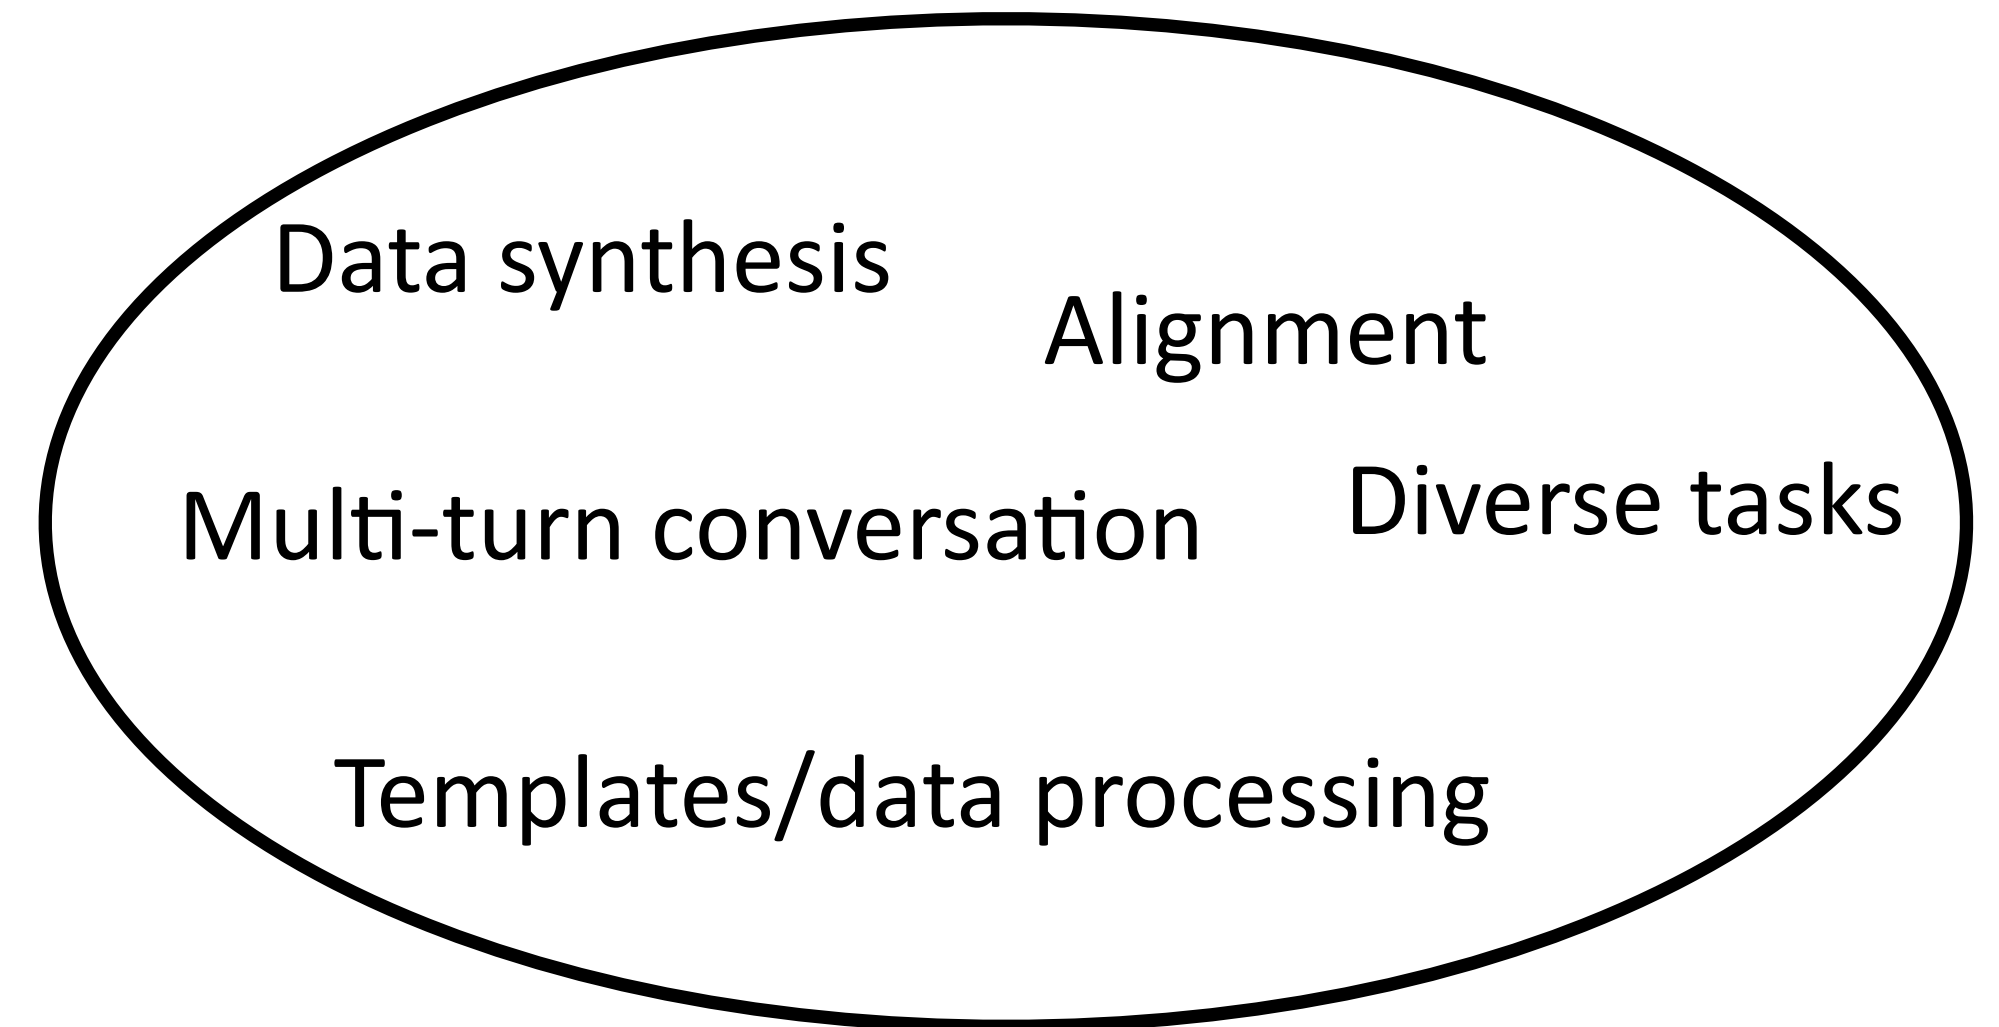 Data synthesis
Alignment
Multi-turn conversation
Diverse tasks
Templates/data processing